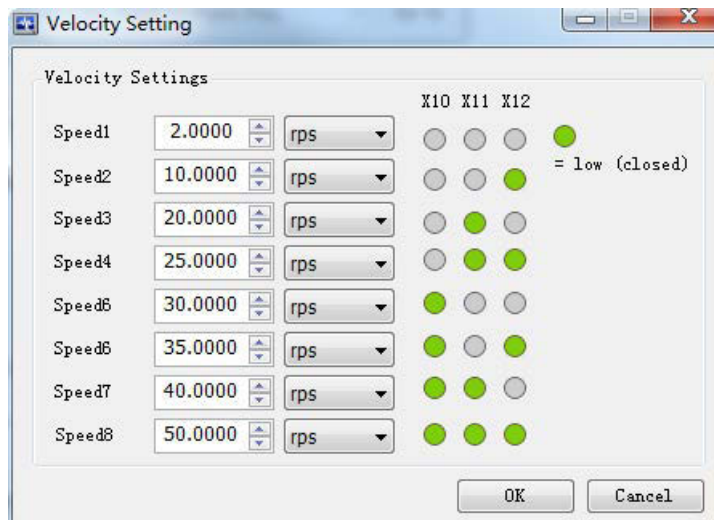 Velocity Setting
Velocity Settings
X10 X11 X12
Speed1 2.0000 rps
= low (closed)
Speed2 10.0000 rps
Speed3 20.0000 rps
Speed4 25.0000 rps
Speed6 30.0000 rps
Speed6 35.0000 rps
Speed7 40.0000 rps
Speed8 50.0000 rps
OK Cancel